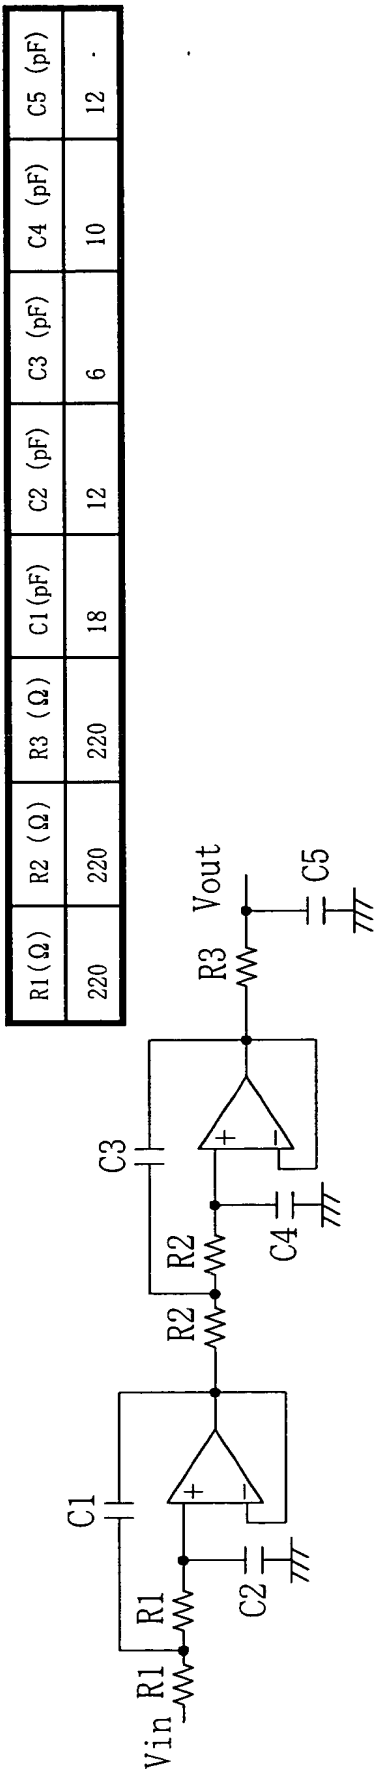 R1(Ω) R2 (Ω) R3 (Ω) C1(pF) C2 (pF) C3 (pF) C4 (pF) C5 (pF)
220 220 220 18 12 6 10 12
C1 C3
Vin R1 R1 R2 R2 R3 Vout
+ - + -
C2 C4 C5